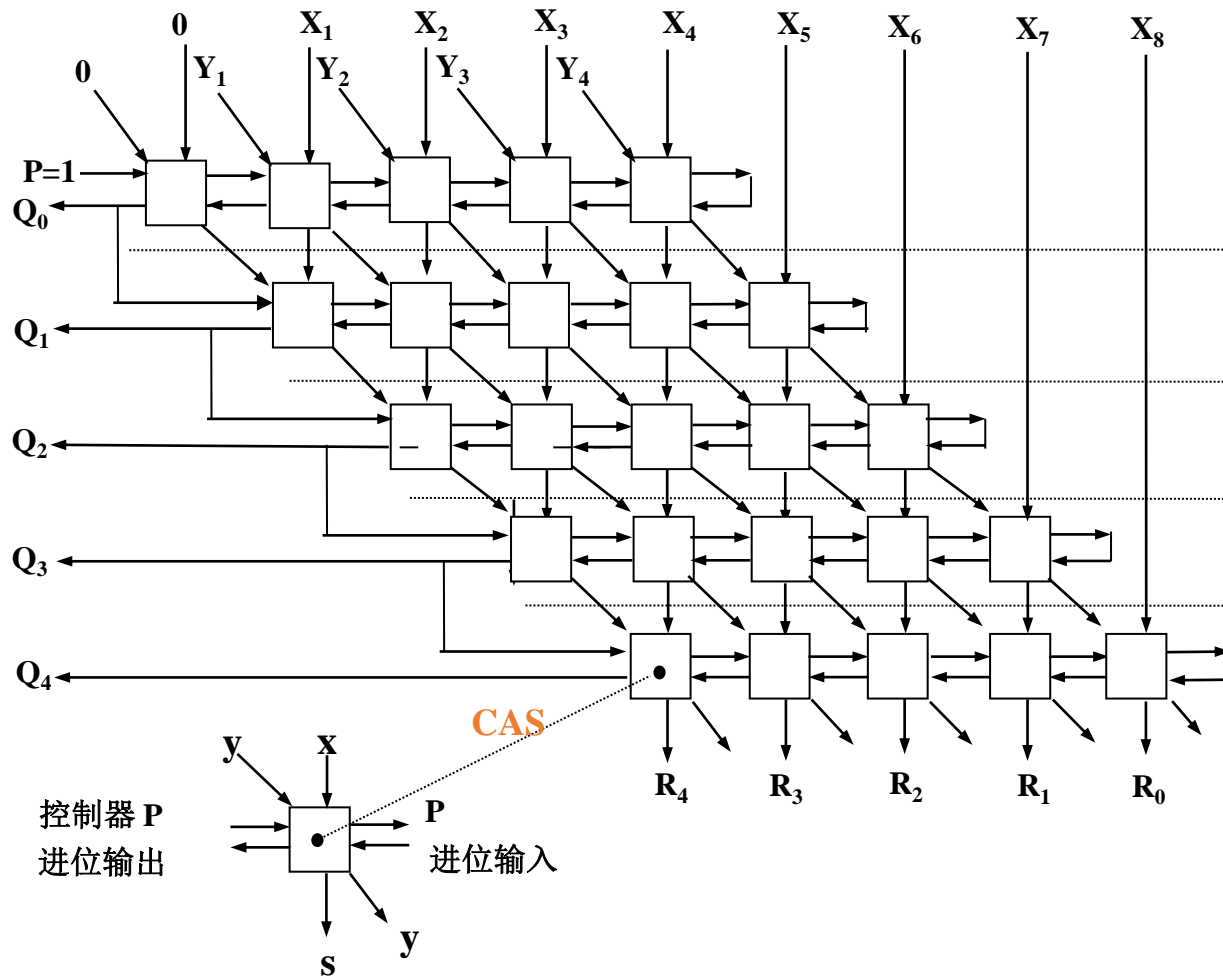 0 X₁ X₂ X₃ X₄ X₅ X₆ X₇ X₈
0 Y₁ Y₂ Y₃ Y₄
P=1
Q₀
Q₁
Q₂
Q₃
Q₄
CAS
R₄ R₃ R₂ R₁ R₀
y x
控制器 P P
进位输出 进位输入
s y